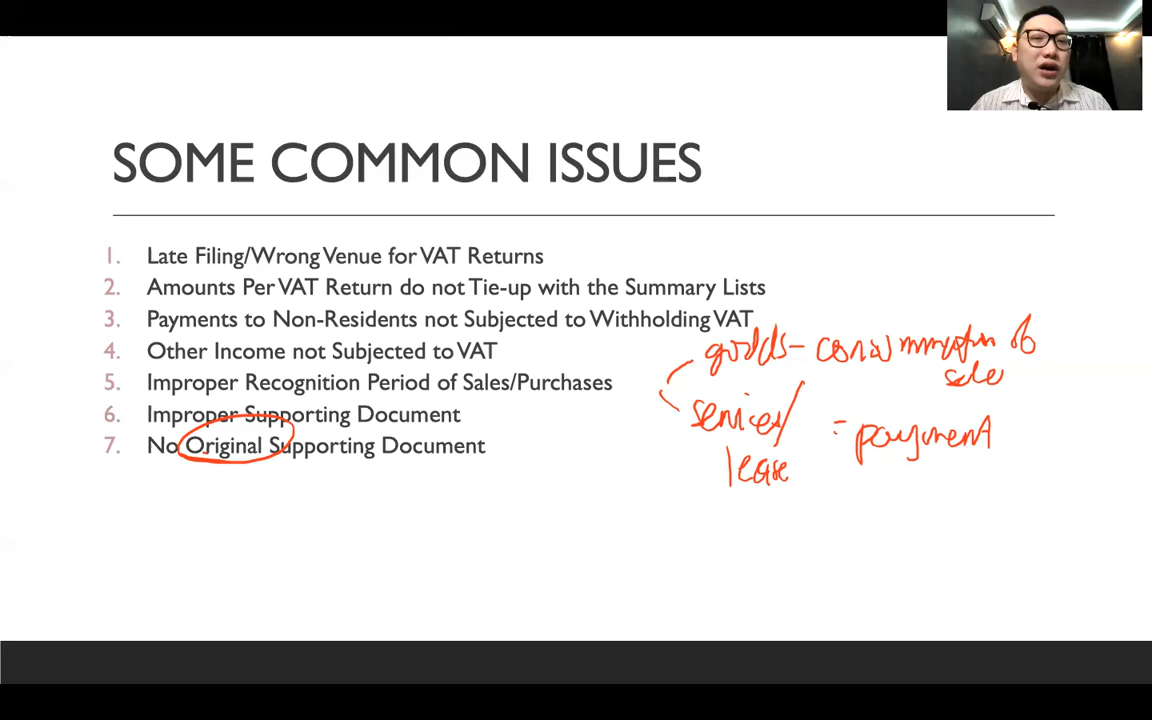 SOME COMMON ISSUES
1. Late Filing/Wrong Venue for VAT Returns
2. Amounts Per VAT Return do not Tie-up with the Summary Lists
3. Payments to Non-Residents not Subjected to Withholding VAT
4. Other Income not Subjected to VAT
5. Improper Recognition Period of Sales/Purchases
6. Improper Supporting Document
7. No Original Supporting Document
goods - consummation of
sale
services/
lease
= payment